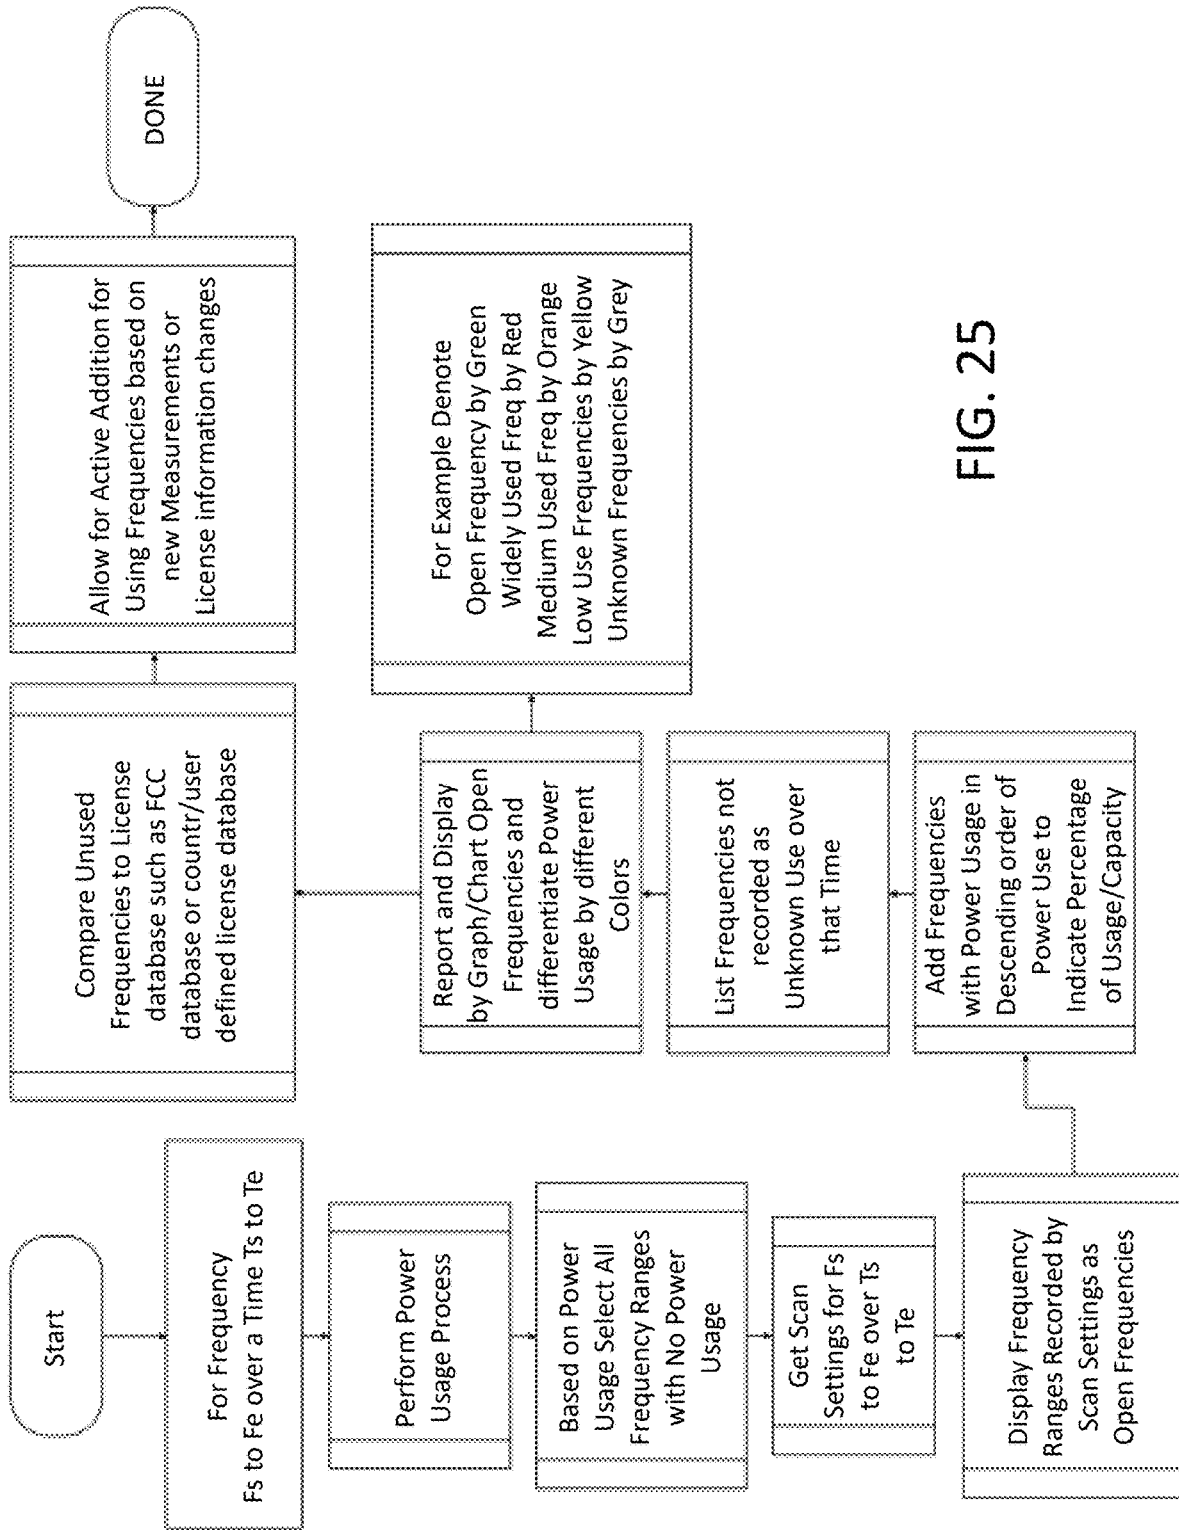 Start
For Frequency
Fs to Fe over a Time Ts to Te
Perform Power
Usage Process
Based on Power
Usage Select All
Frequency Ranges
with No Power
Usage
Get Scan
Settings for Fs
to Fe over Ts
to Te
Display Frequency
Ranges Recorded by
Scan Settings as
Open Frequencies
Add Frequencies
with Power Usage in
Descending order of
Power Use to
Indicate Percentage
of Usage/Capacity
List Frequencies not
recorded as
Unknown Use over
that Time
Report and Display
by Graph/Chart Open
Frequencies and
differentiate Power
Usage by different
Colors
For Example Denote
Open Frequency by Green
Widely Used Freq by Red
Medium Used Freq by Orange
Low Use Frequencies by Yellow
Unknown Frequencies by Grey
Compare Unused
Frequencies to License
database such as FCC
database or countr/user
defined license database
Allow for Active Addition for
Using Frequencies based on
new Measurements or
License information changes
DONE
FIG. 25